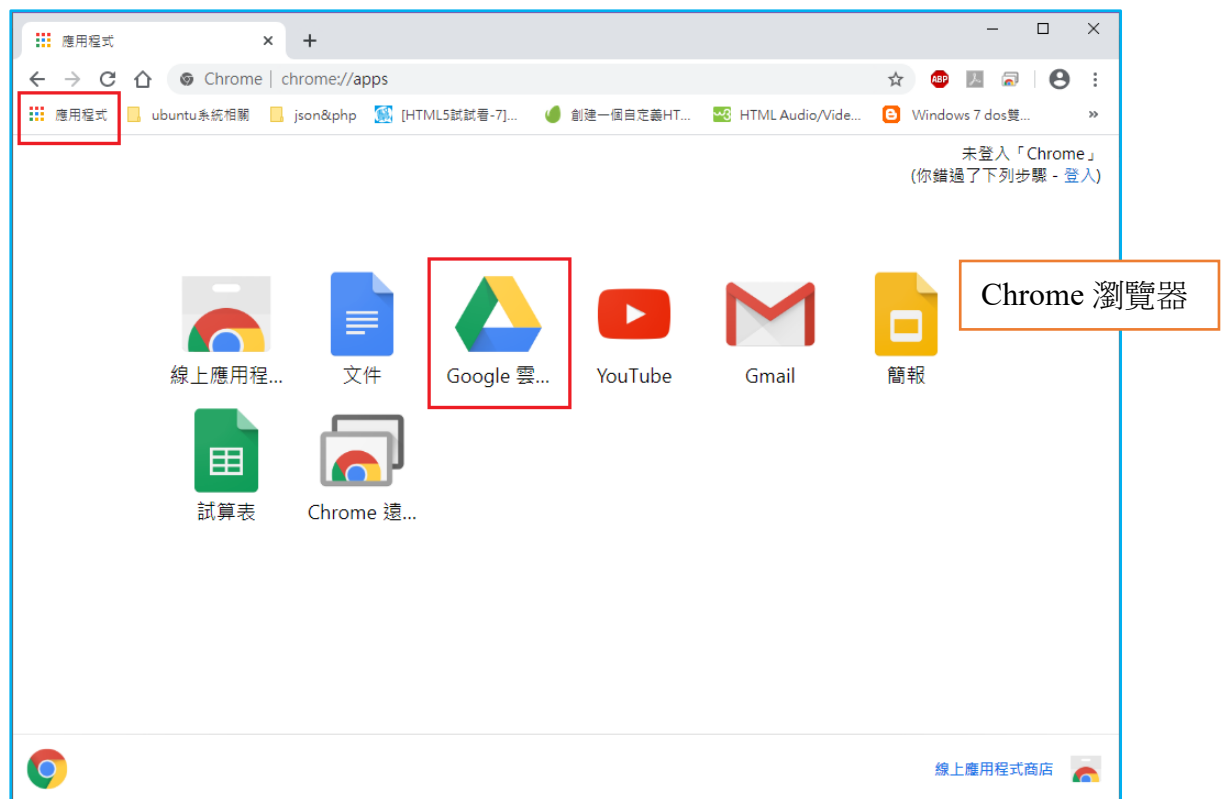 應用程式
Chrome | chrome://apps
ABP
應用程式 ubuntu系統相關 json&php [HTML5試試看-7]... 創建一個自定義HT... HTML Audio/Vide... Windows 7 dos雙... »
未登入「Chrome」
(你錯過了下列步驟 - 登入)
Chrome 瀏覽器
線上應用程... 文件 Google 雲... YouTube Gmail 簡報
試算表 Chrome 遠...
線上應用程式商店